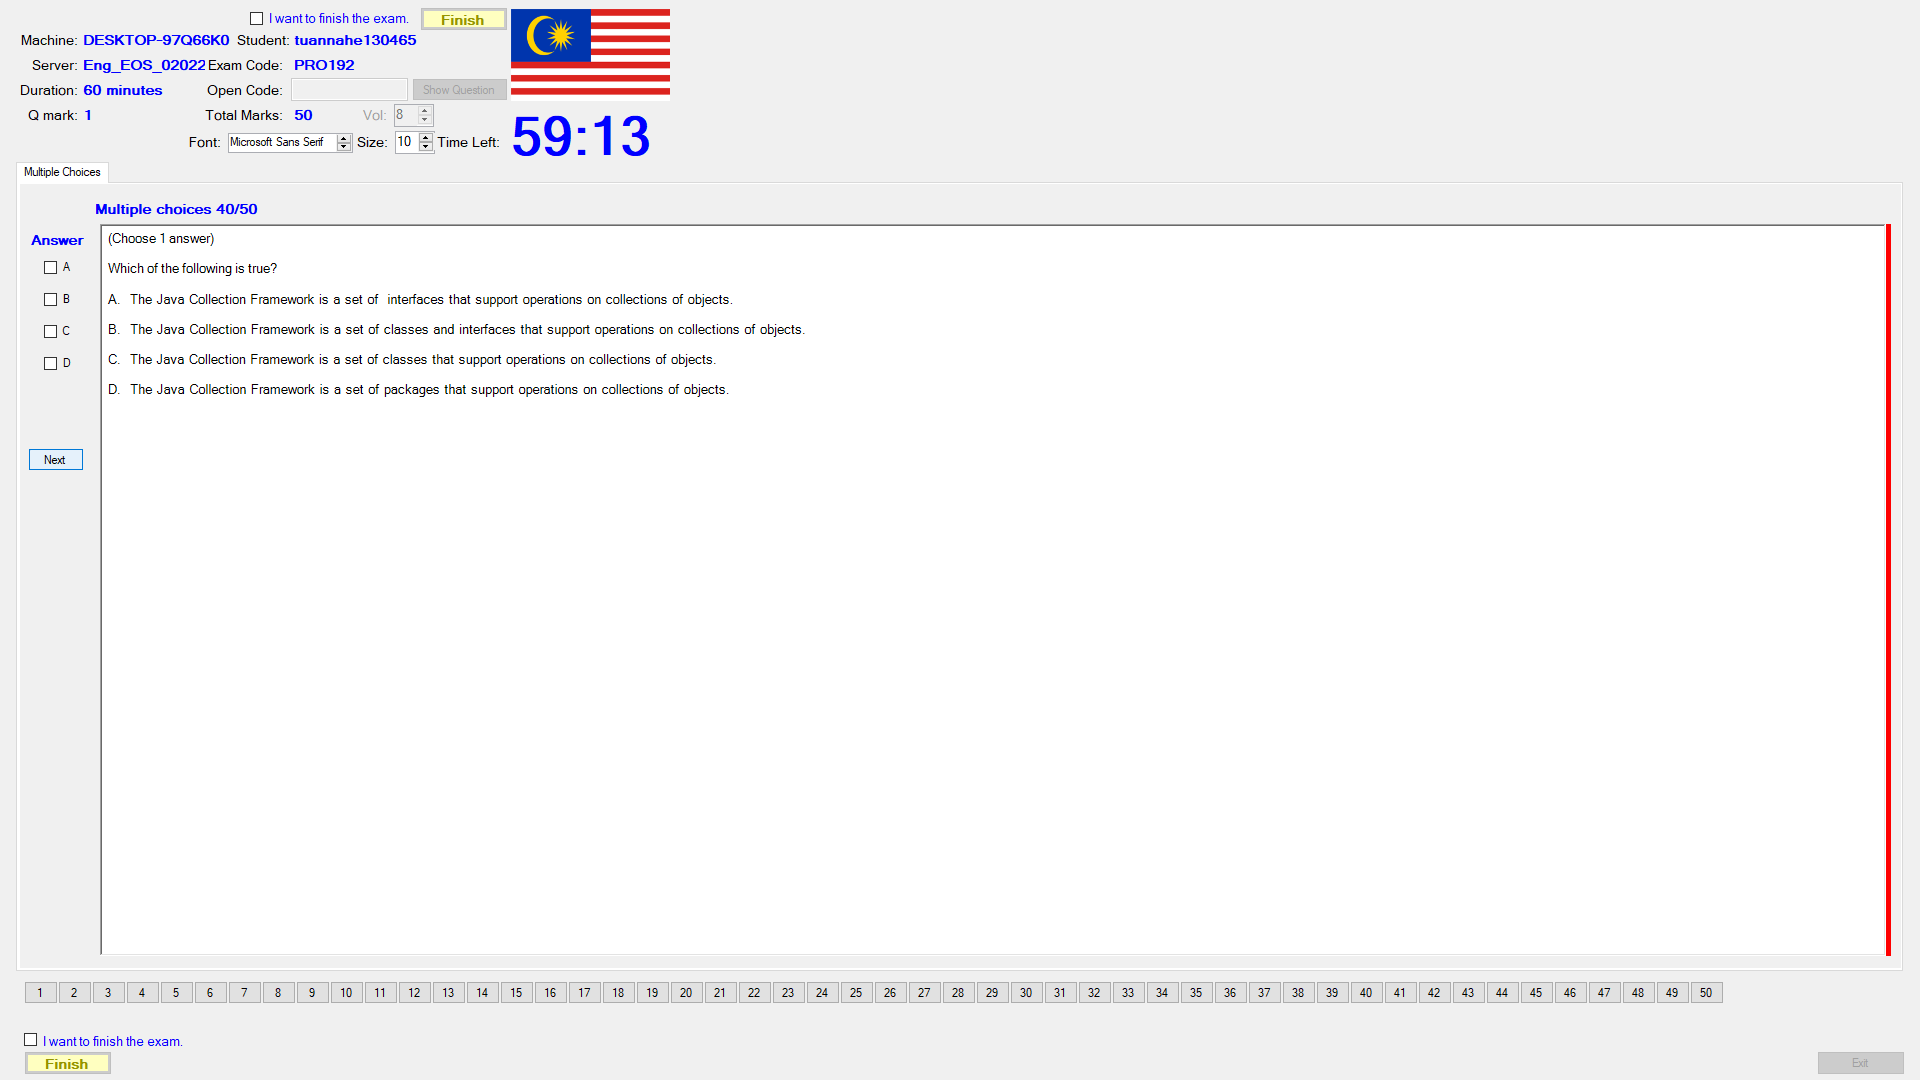 I want to finish the exam. Finish
Machine: DESKTOP-97Q66K0 Student: tuannahe130465
Server: Eng_EOS_02022 Exam Code: PRO192
Duration: 60 minutes Open Code: Show Question
Q mark: 1 Total Marks: 50 Vol: 8
Font: Microsoft Sans Serif Size: 10 Time Left: 59:13
Multiple Choices
Multiple choices 40/50
Answer
A
B
C
D
Next
(Choose 1 answer)
Which of the following is true?
A. The Java Collection Framework is a set of  interfaces that support operations on collections of objects.
B. The Java Collection Framework is a set of classes and interfaces that support operations on collections of objects.
C. The Java Collection Framework is a set of classes that support operations on collections of objects.
D. The Java Collection Framework is a set of packages that support operations on collections of objects.
1 2 3 4 5 6 7 8 9 10 11 12 13 14 15 16 17 18 19 20 21 22 23 24 25 26 27 28 29 30 31 32 33 34 35 36 37 38 39 40 41 42 43 44 45 46 47 48 49 50
I want to finish the exam.
Finish
Exit